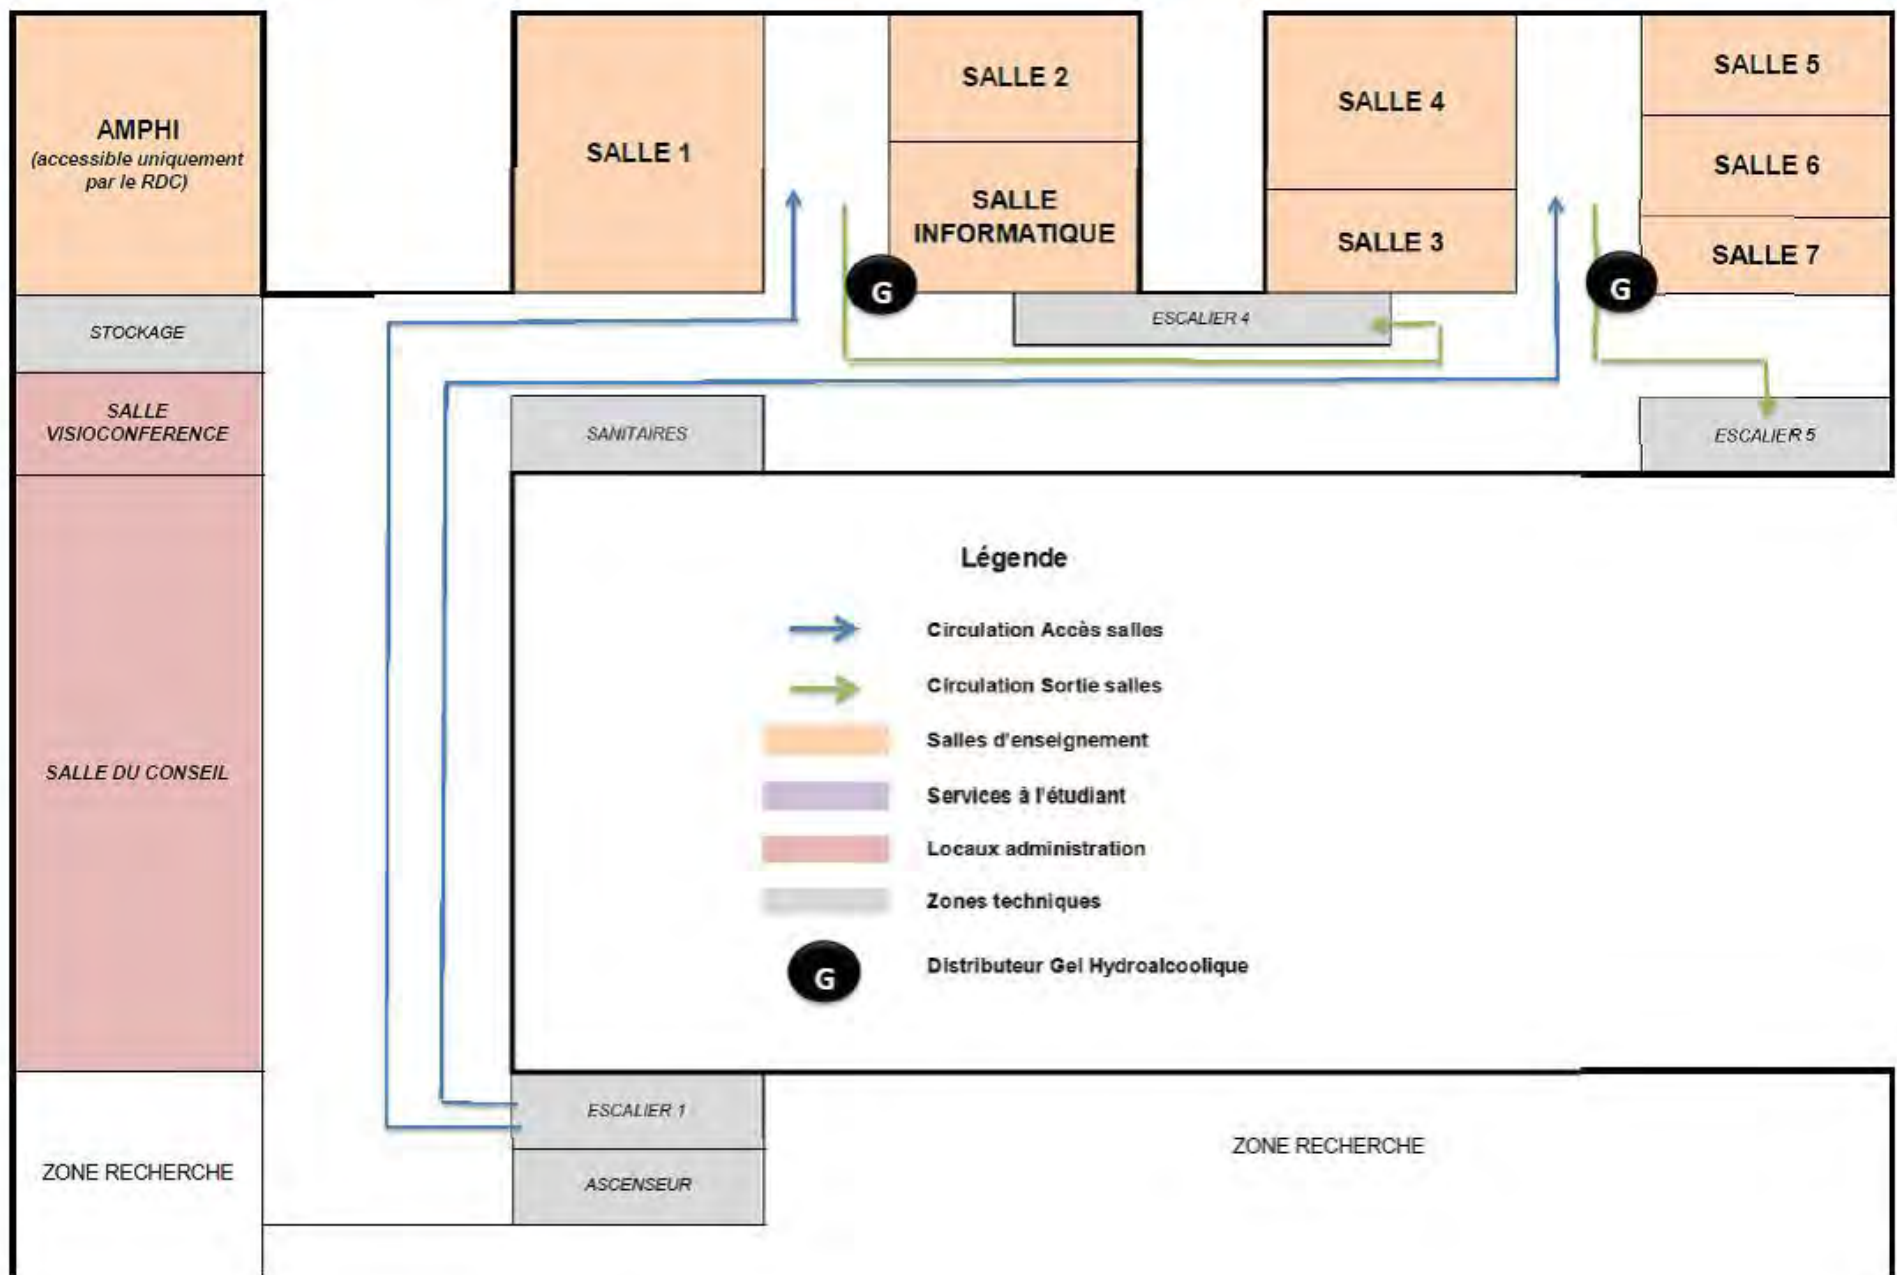 AMPHI
(accessible uniquement
par le RDC)
SALLE 1
SALLE 2
SALLE
INFORMATIQUE
SALLE 4
SALLE 3
SALLE 5
SALLE 6
SALLE 7
G
G
STOCKAGE
ESCALIER 4
SALLE
VISIOCONFERENCE
SANITAIRES
ESCALIER 5
SALLE DU CONSEIL
Légende
Circulation Accès salles
Circulation Sortie salles
Salles d'enseignement
Services à l'étudiant
Locaux administration
Zones techniques
G
Distributeur Gel Hydroalcoolique
ESCALIER 1
ASCENSEUR
ZONE RECHERCHE
ZONE RECHERCHE